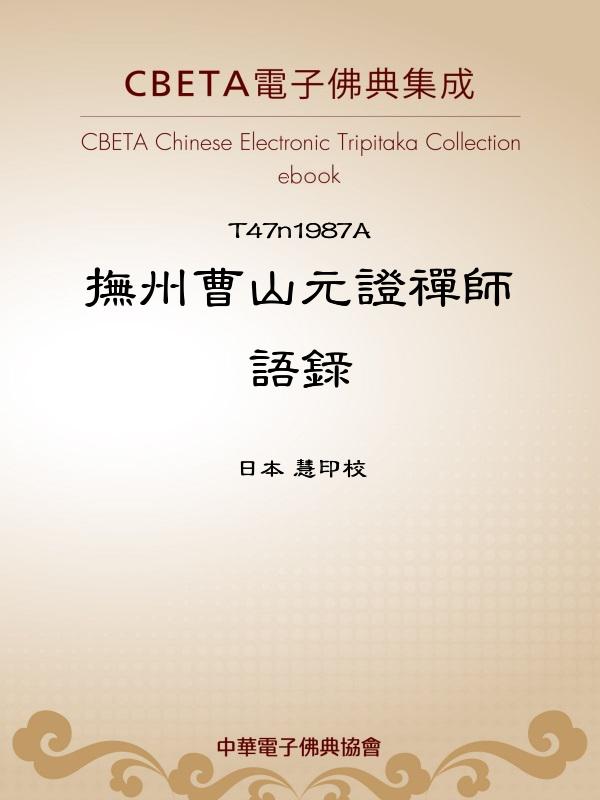 CBETA電子佛典集成
CBETA Chinese Electronic Tripitaka Collection
ebook
T47n1987A
撫州曹山元證禪師
語錄
日本 慧印校
中華電子佛典協會